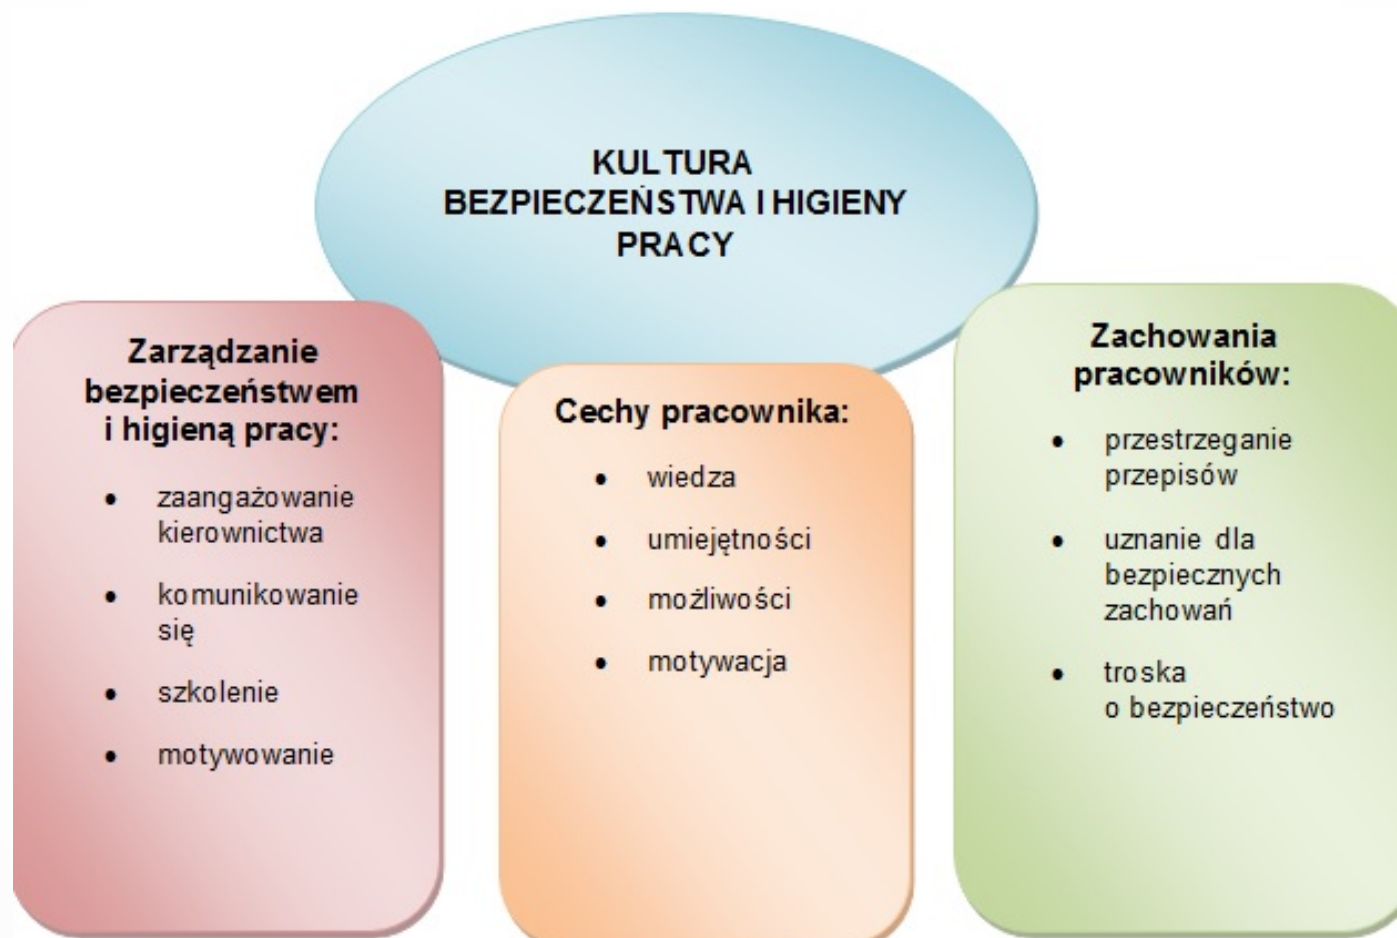 KULTURA
BEZPIECZEŃSTWA I HIGIENY
PRACY
Zarządzanie
bezpieczeństwem
i higieną pracy:
• zaangażowanie
kierownictwa
• komunikowanie
się
• szkolenie
• motywowanie
Cechy pracownika:
• wiedza
• umiejętności
• możliwości
• motywacja
Zachowania
pracowników:
• przestrzeganie
przepisów
• uznanie dla
bezpiecznych
zachowań
• troska
o bezpieczeństwo